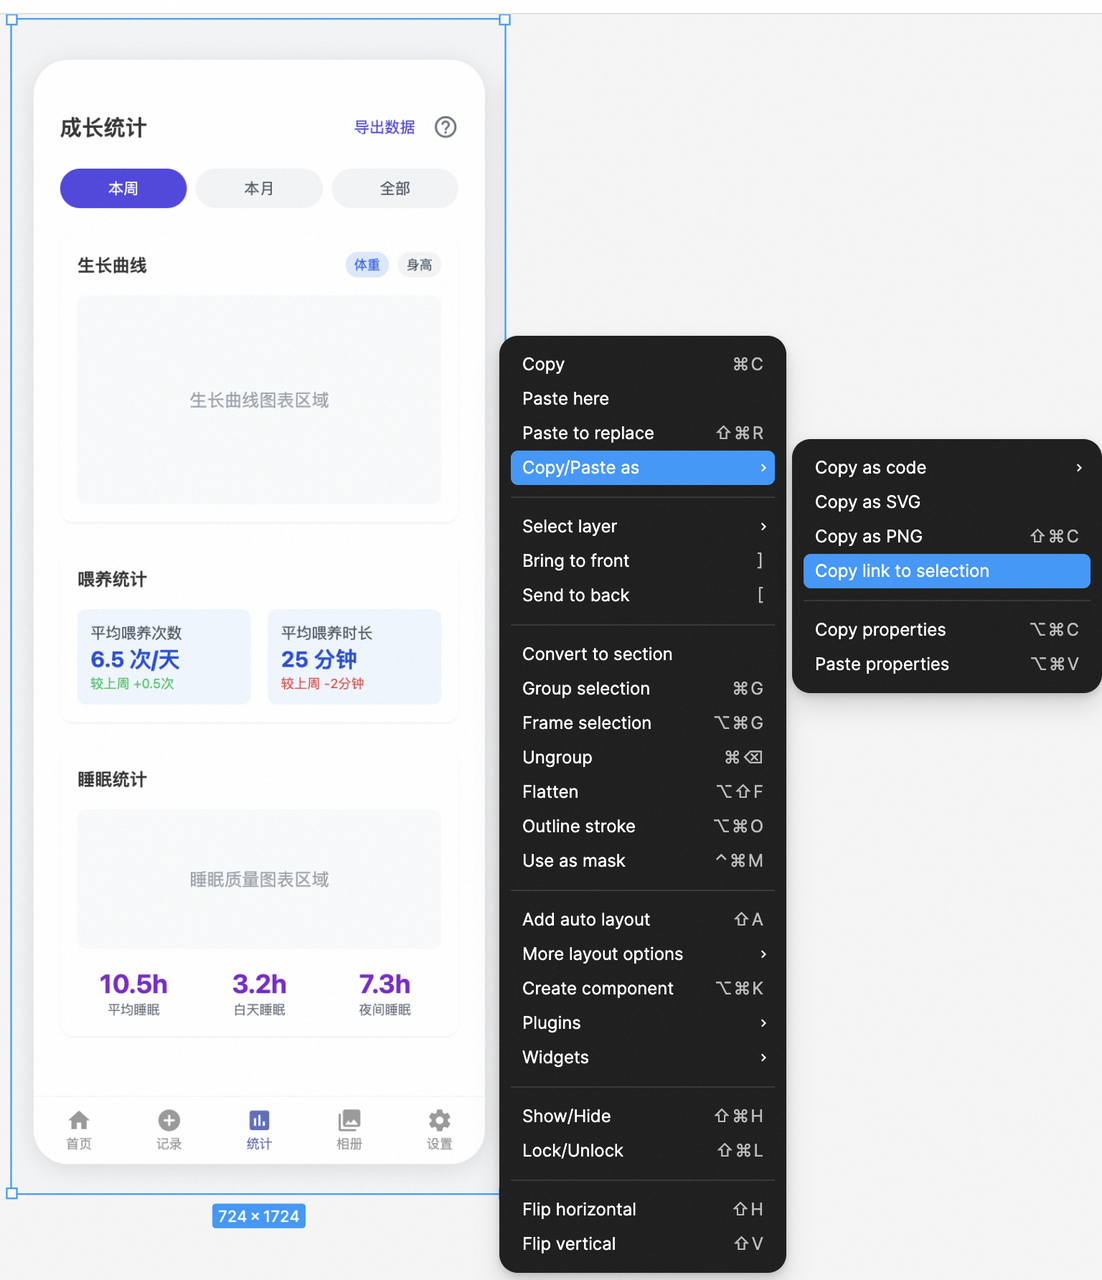 成长统计
导出数据
本周
本月
全部
生长曲线
体重
身高
生长曲线图表区域
喂养统计
平均喂养次数
6.5 次/天
较上周 +0.5次
平均喂养时长
25 分钟
较上周 -2分钟
睡眠统计
睡眠质量图表区域
10.5h
平均睡眠
3.2h
白天睡眠
7.3h
夜间睡眠
首页
记录
统计
相册
设置
724 × 1724
Copy ⌘C
Paste here
Paste to replace ⇧⌘R
Copy/Paste as
Select layer
Bring to front ]
Send to back [
Convert to section
Group selection ⌘G
Frame selection ⌥⌘G
Ungroup ⌘⌫
Flatten ⌥⇧F
Outline stroke ⌥⌘O
Use as mask ^⌘M
Add auto layout ⇧A
More layout options
Create component ⌥⌘K
Plugins
Widgets
Show/Hide ⇧⌘H
Lock/Unlock ⇧⌘L
Flip horizontal ⇧H
Flip vertical ⇧V
Copy as code
Copy as SVG
Copy as PNG ⇧⌘C
Copy link to selection
Copy properties ⌥⌘C
Paste properties ⌥⌘V